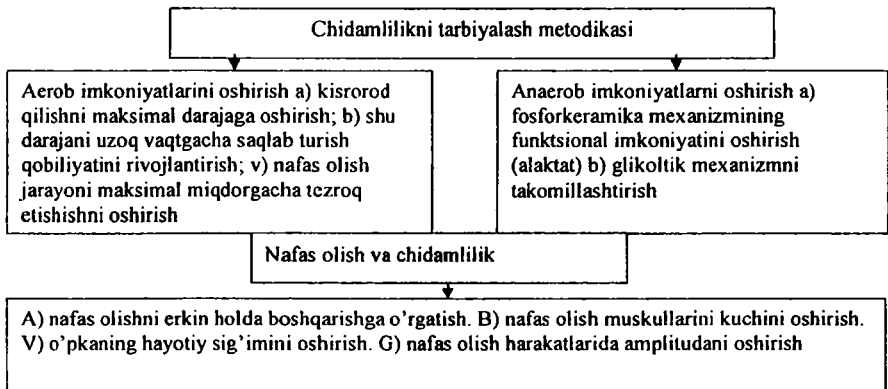 Chidamlilikni tarbiyalash metodikasi
Aerob imkoniyatlarini oshirish a) kisrorod
qilishni maksimal darajaga oshirish; b) shu
darajani uzoq vaqtgacha saqlab turish
qobiliyatini rivojlantirish; v) nafas olish
jarayoni maksimal miqdorgacha tezroq
etishishni oshirish
Anaerob imkoniyatlarni oshirish a)
fosforkeramika mexanizmining
funktsional imkoniyatini oshirish
(alaktat) b) glikoltik mexanizmni
takomillashtirish
Nafas olish va chidamlilik
A) nafas olishni erkin holda boshqarishga o'rgatish. B) nafas olish muskullarini kuchini oshirish.
V) o'pkaning hayotiy sig'imini oshirish. G) nafas olish harakatlarida amplitudani oshirish